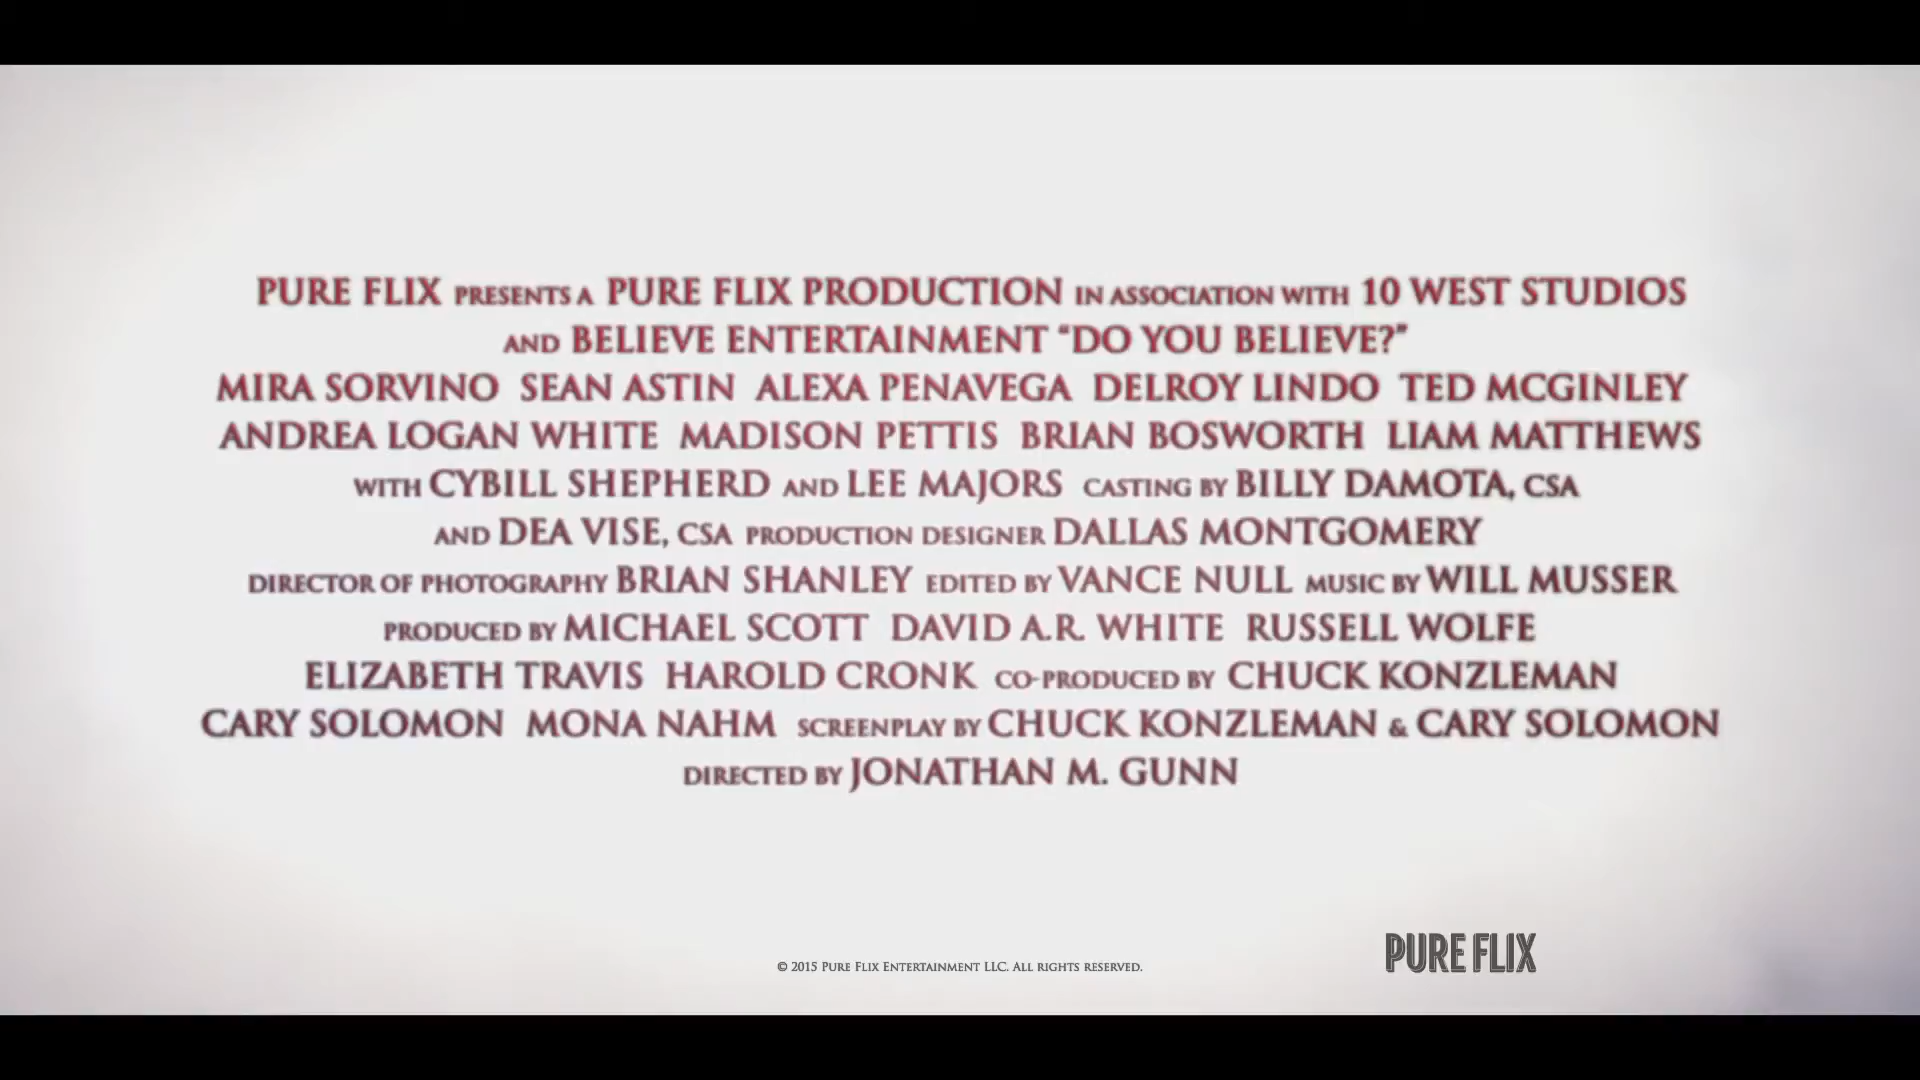 PURE FLIX PRESENTS A PURE FLIX PRODUCTION IN ASSOCIATION WITH 10 WEST STUDIOS
AND BELIEVE ENTERTAINMENT “DO YOU BELIEVE?”
MIRA SORVINO SEAN ASTIN ALEXA PENAVEGA DELROY LINDO TED MCGINLEY
ANDREA LOGAN WHITE MADISON PETTIS BRIAN BOSWORTH LIAM MATTHEWS
WITH CYBILL SHEPHERD AND LEE MAJORS CASTING BY BILLY DAMOTA, CSA
AND DEA VISE, CSA PRODUCTION DESIGNER DALLAS MONTGOMERY
DIRECTOR OF PHOTOGRAPHY BRIAN SHANLEY EDITED BY VANCE NULL MUSIC BY WILL MUSSER
PRODUCED BY MICHAEL SCOTT DAVID A.R. WHITE RUSSELL WOLFE
ELIZABETH TRAVIS HAROLD CRONK CO-PRODUCED BY CHUCK KONZLEMAN
CARY SOLOMON MONA NAHM SCREENPLAY BY CHUCK KONZLEMAN & CARY SOLOMON
DIRECTED BY JONATHAN M. GUNN
PURE FLIX
© 2015 PURE FLIX ENTERTAINMENT LLC. ALL RIGHTS RESERVED.